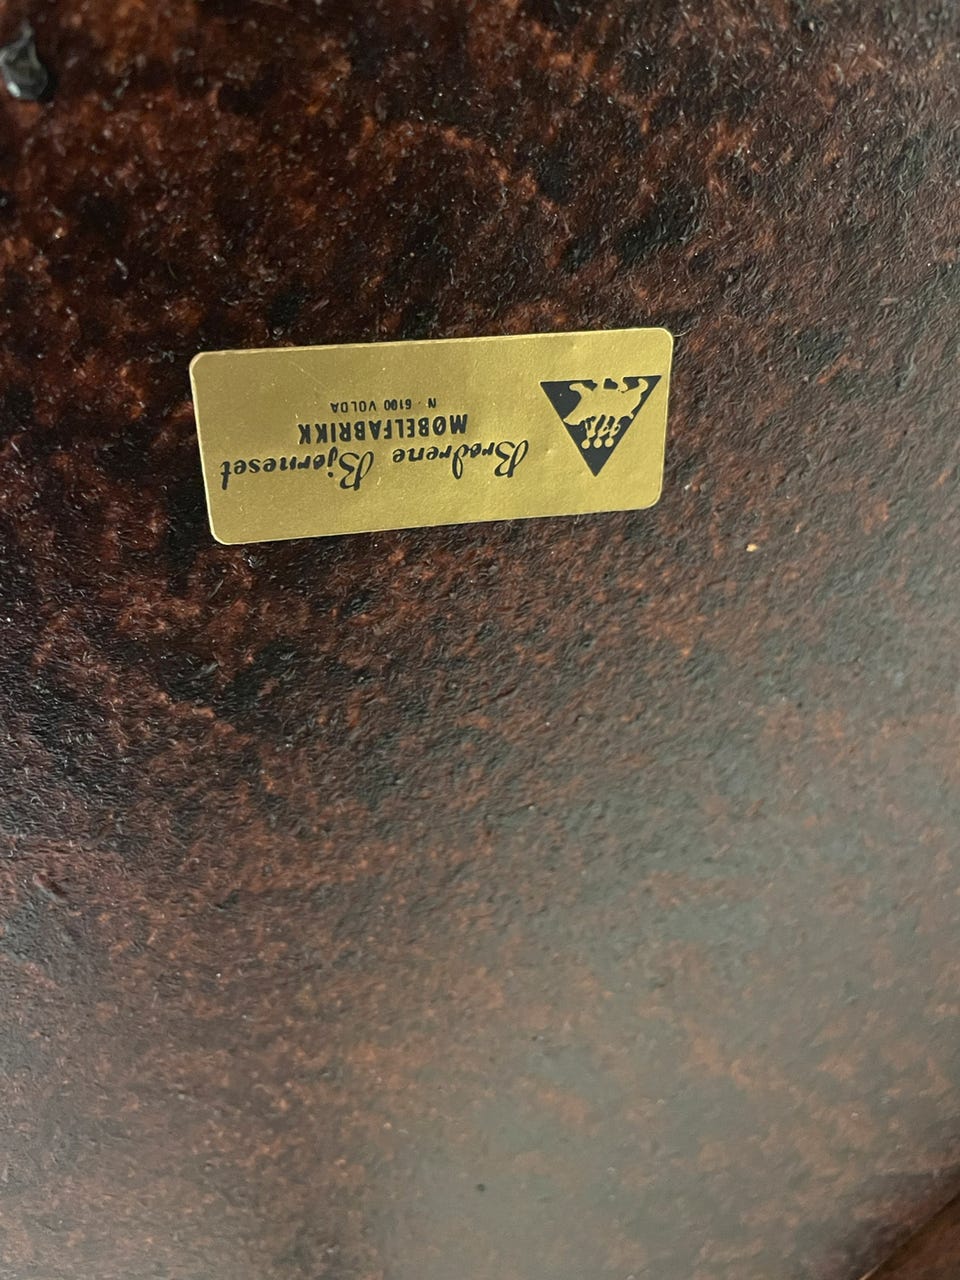 Brødrene Bjørneset
MØBELFABRIKK
N - 6100 VOLDA